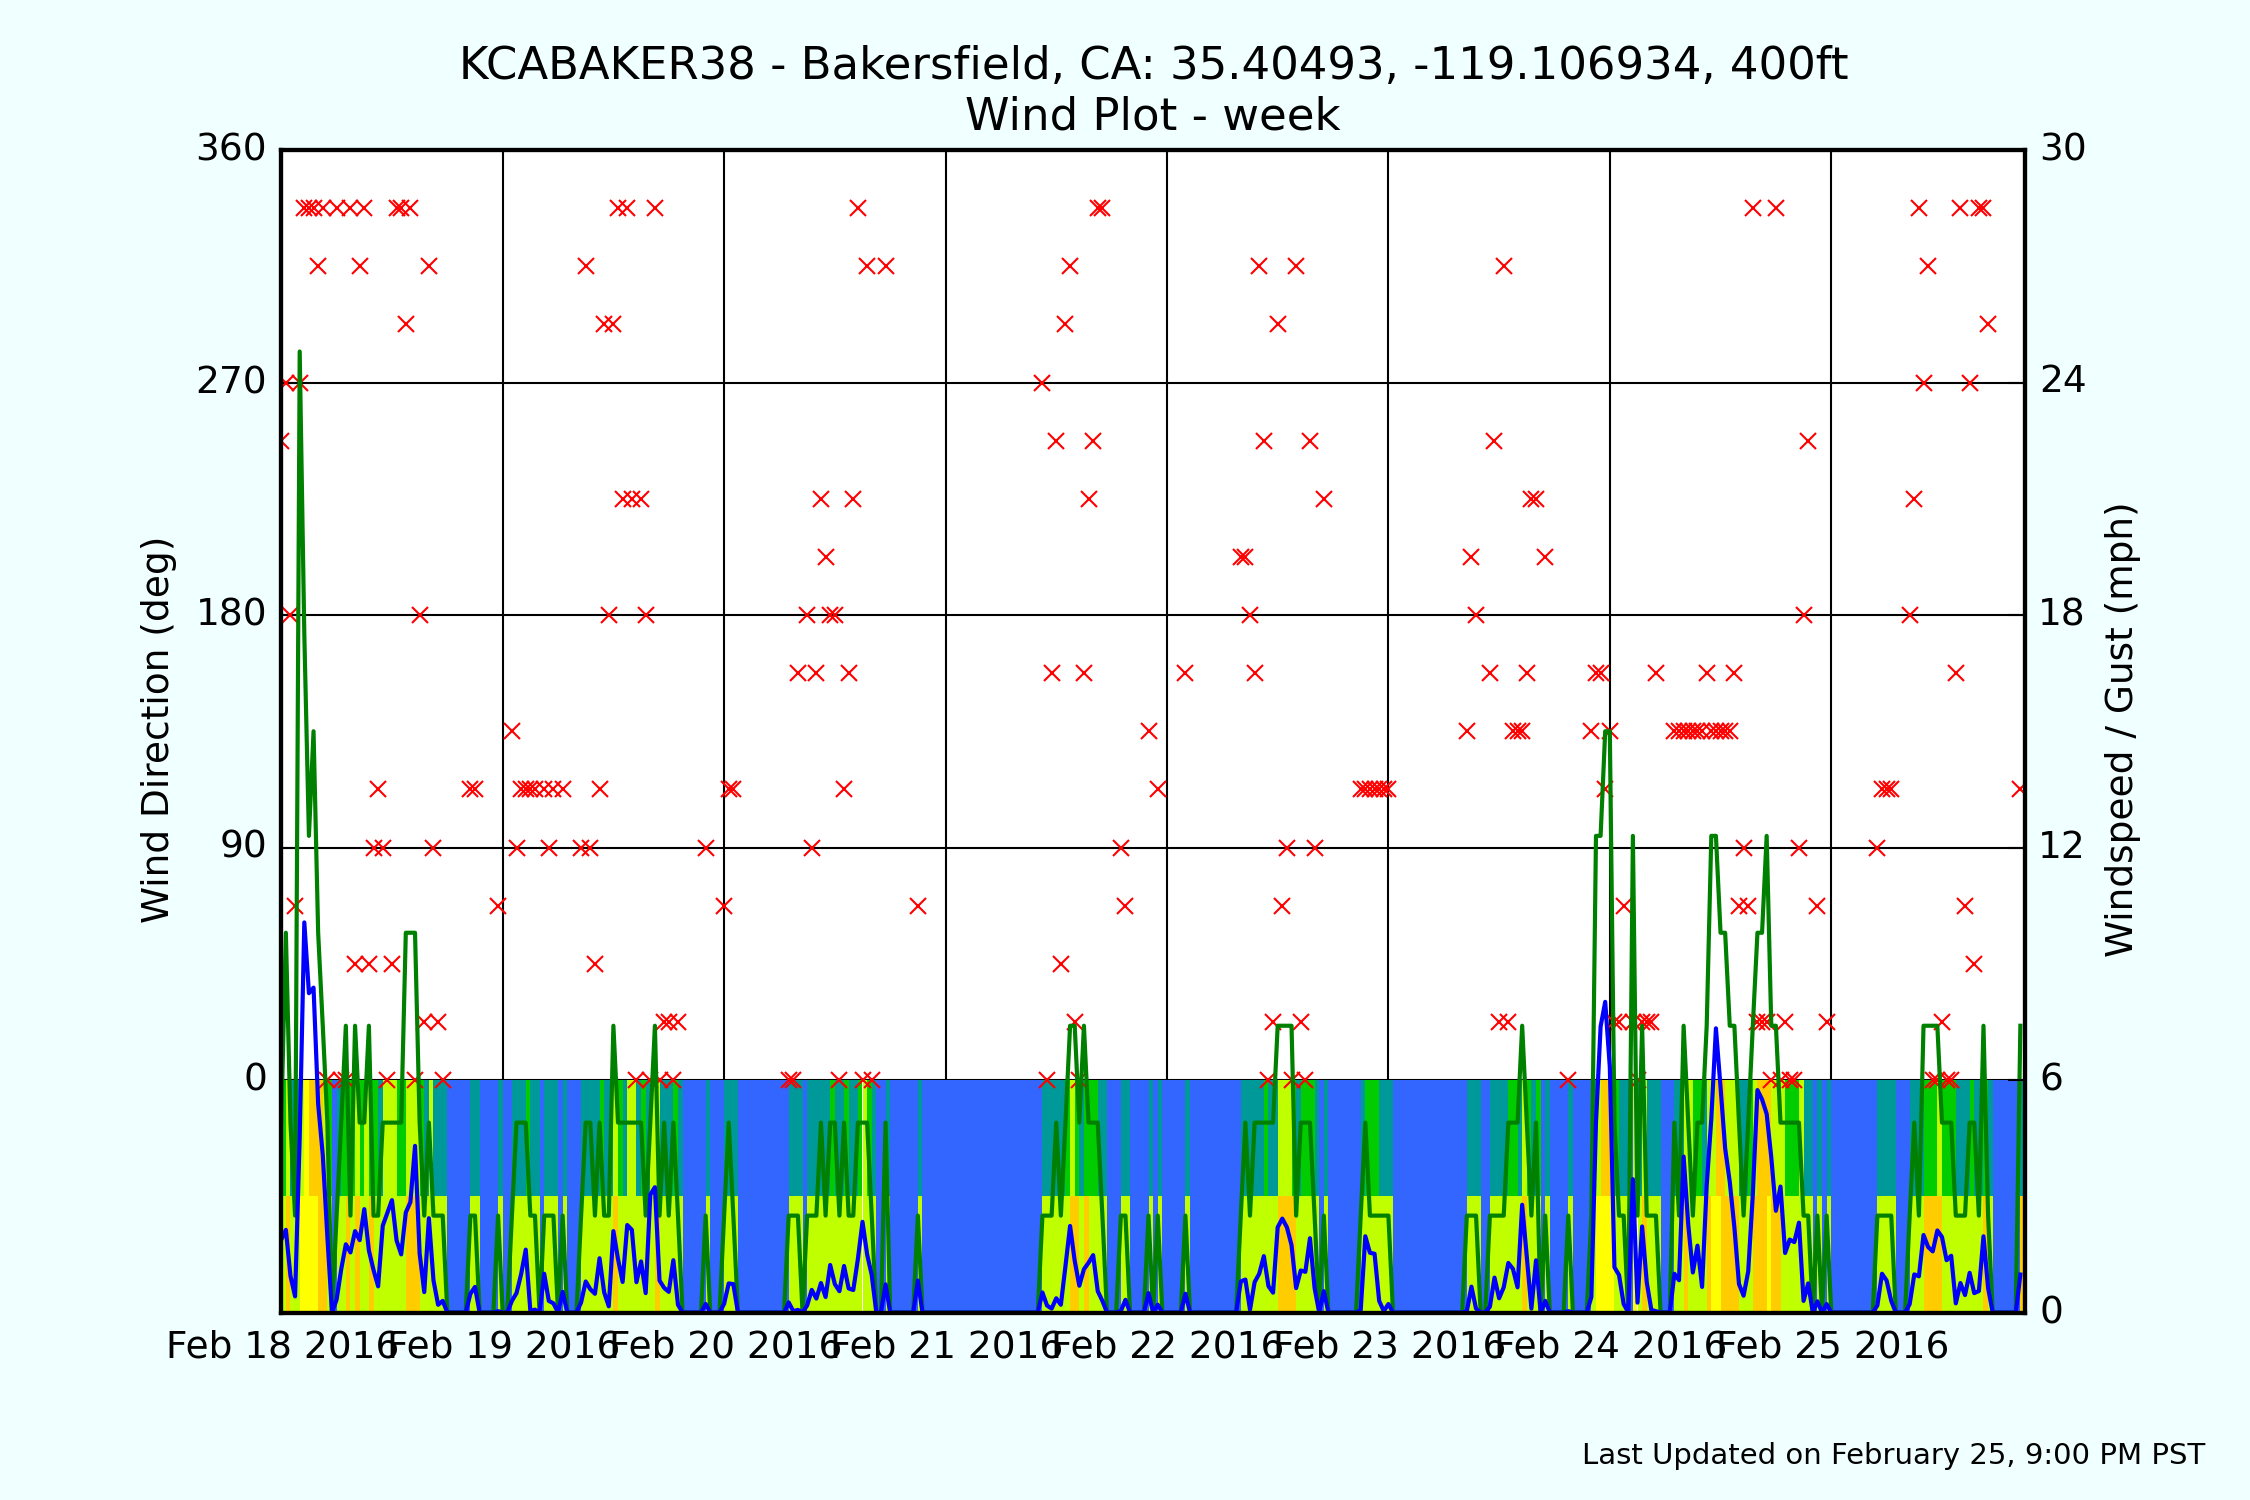 KCABAKER38 - Bakersfield, CA: 35.40493, -119.106934, 400ft
Wind Plot - week
360
270
180
90
0
Wind Direction (deg)
30
24
18
12
6
0
Windspeed / Gust (mph)
Feb 18 2016
Feb 19 2016
Feb 20 2016
Feb 21 2016
Feb 22 2016
Feb 23 2016
Feb 24 2016
Feb 25 2016
Last Updated on February 25, 9:00 PM PST